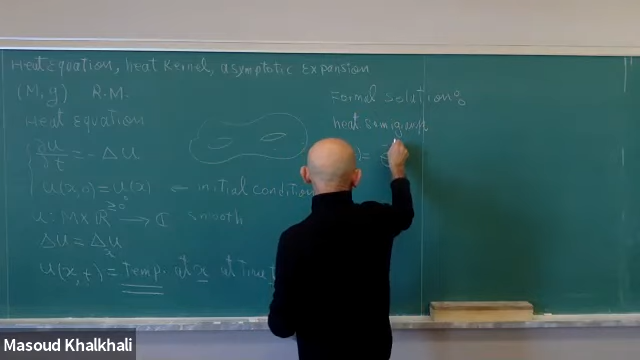 Heat Equation, heat Kernel, asymptotic Expansion
(M, g)   R.M.
Heat Equation
∂u/∂t = - Δu
u(x,0) = u(x) ← initial condition
u: M × R≥0 → ℂ smooth
Δu = Δₓu
u(x,t) = Temp. at x at time t
Formal solution:
heat semigroup
) =
Masoud Khalkhali